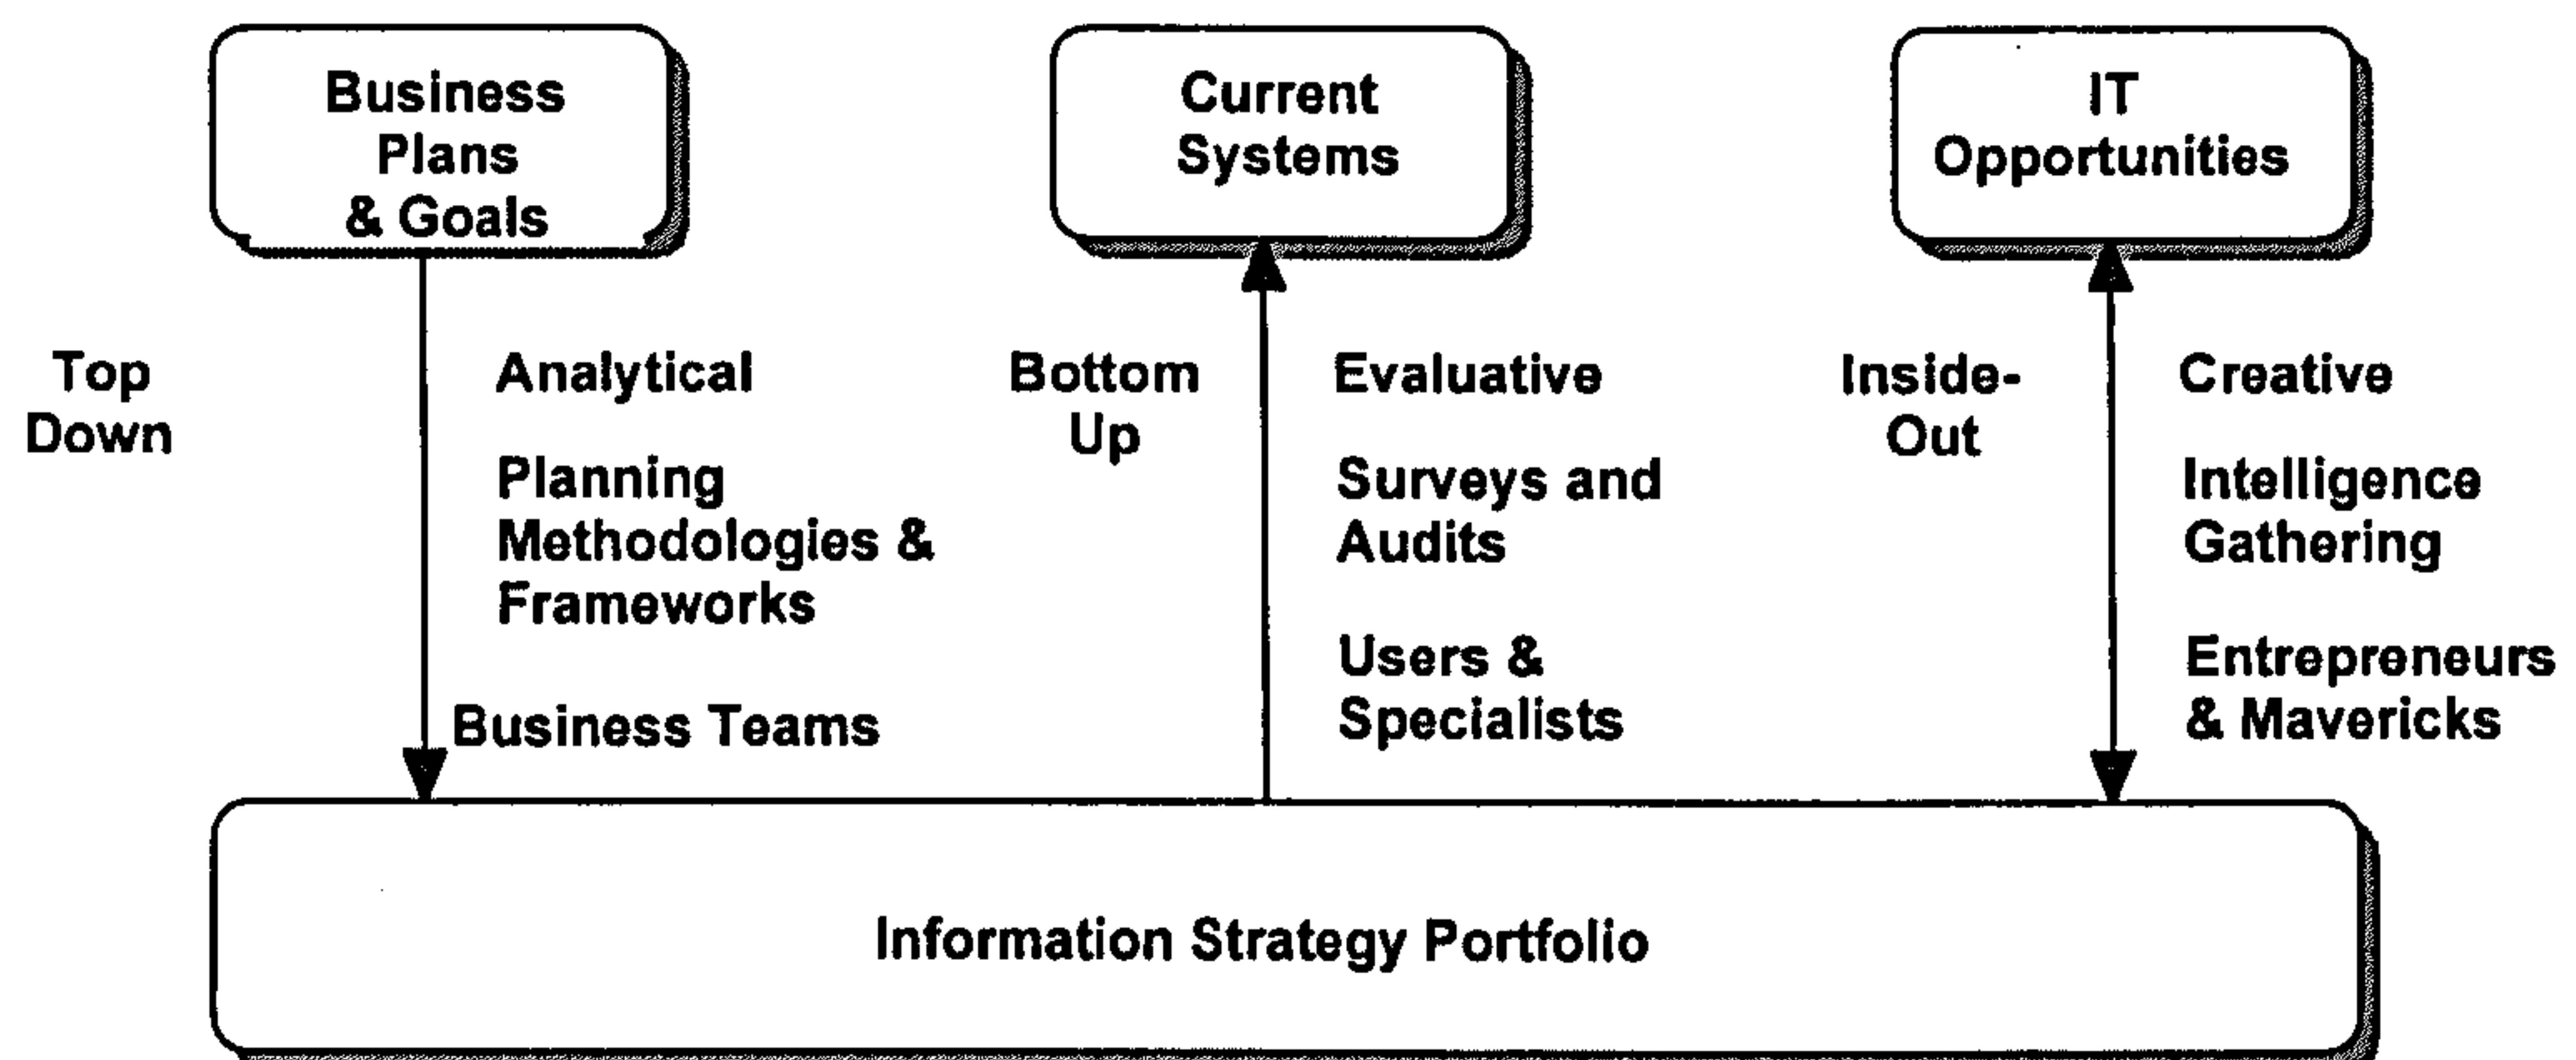 Business
Plans
& Goals
Current
Systems
IT
Opportunities
Top
Down
Analytical
Planning
Methodologies &
Frameworks
Business Teams
Bottom
Up
Evaluative
Surveys and
Audits
Users &
Specialists
Inside-
Out
Creative
Intelligence
Gathering
Entrepreneurs
& Mavericks
Information Strategy Portfolio